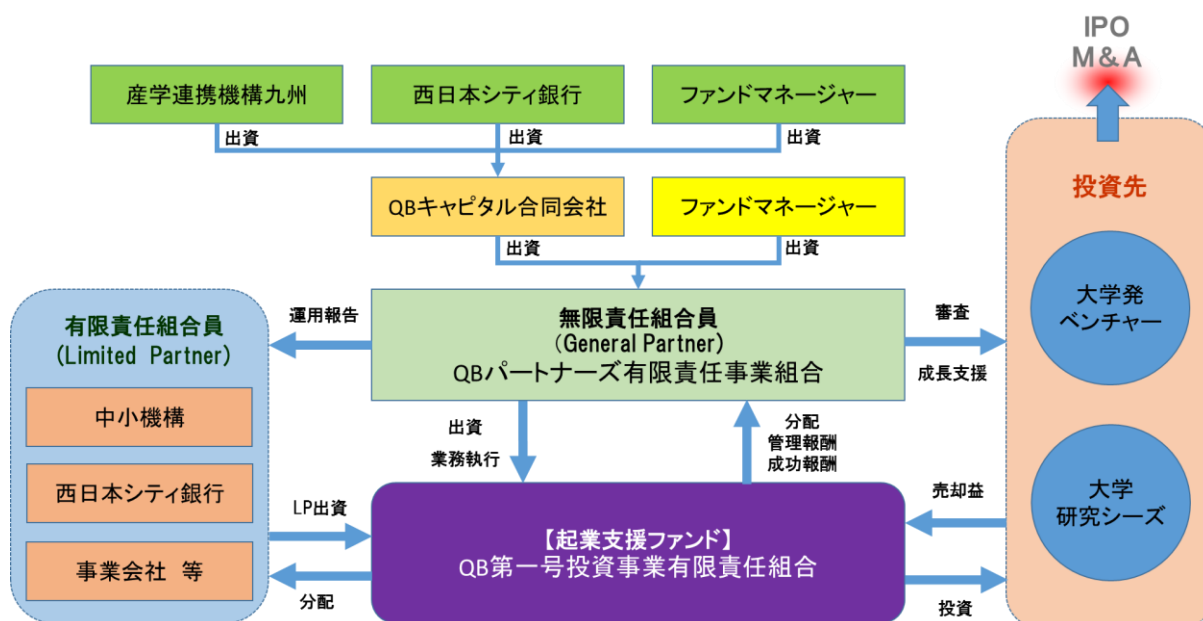 IPO
M&A
産学連携機構九州
西日本シティ銀行
ファンドマネージャー
出資
出資
出資
QBキャピタル合同会社
ファンドマネージャー
出資
出資
投資先
大学発
ベンチャー
大学
研究シーズ
有限責任組合員
(Limited Partner)
中小機構
西日本シティ銀行
事業会社 等
運用報告
無限責任組合員
(General Partner)
QBパートナーズ有限責任事業組合
審査
成長支援
出資
業務執行
分配
管理報酬
成功報酬
LP出資
分配
【起業支援ファンド】
QB第一号投資事業有限責任組合
売却益
投資